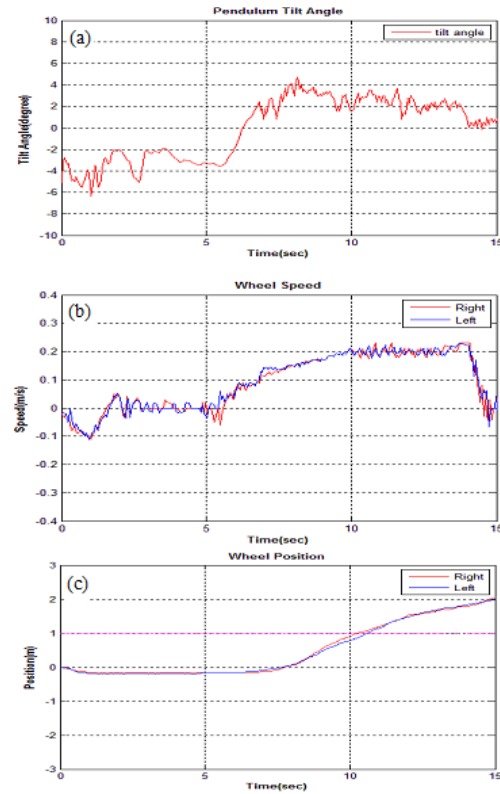 Pendulum Tilt Angle
(a)
tilt angle
Tilt Angle(degree)
10
8
6
4
2
0
-2
-4
-6
-8
-10
0
5
10
15
Time(sec)
Wheel Speed
(b)
Right
Left
Speed(m/s)
0.4
0.3
0.2
0.1
0
-0.1
-0.2
-0.3
-0.4
0
5
10
15
Time(sec)
Wheel Position
(c)
Right
Left
Position(m)
3
2
1
0
-1
-2
-3
0
5
10
15
Time(sec)